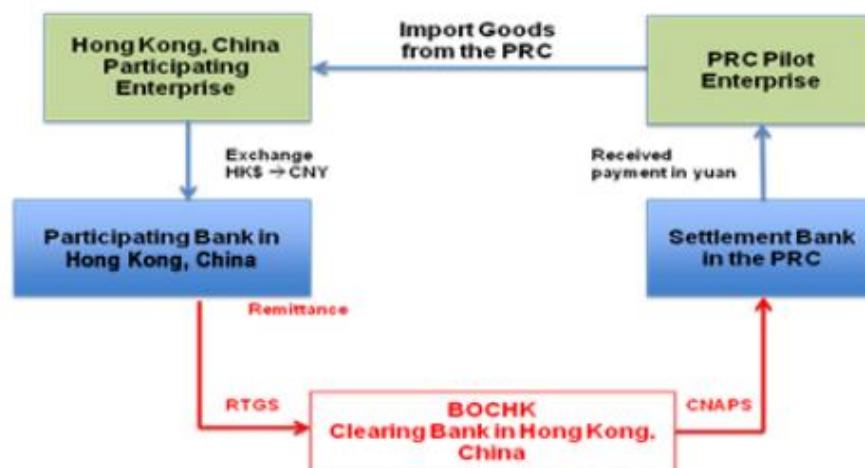 Hong Kong, China
Participating
Enterprise
Import Goods
from the PRC
PRC Pilot
Enterprise
Exchange
HK$ → CNY
Received
payment in yuan
Participating Bank in
Hong Kong, China
Settlement Bank
in the PRC
Remittance
RTGS
BOCHK
Clearing Bank in Hong Kong,
China
CNAPS